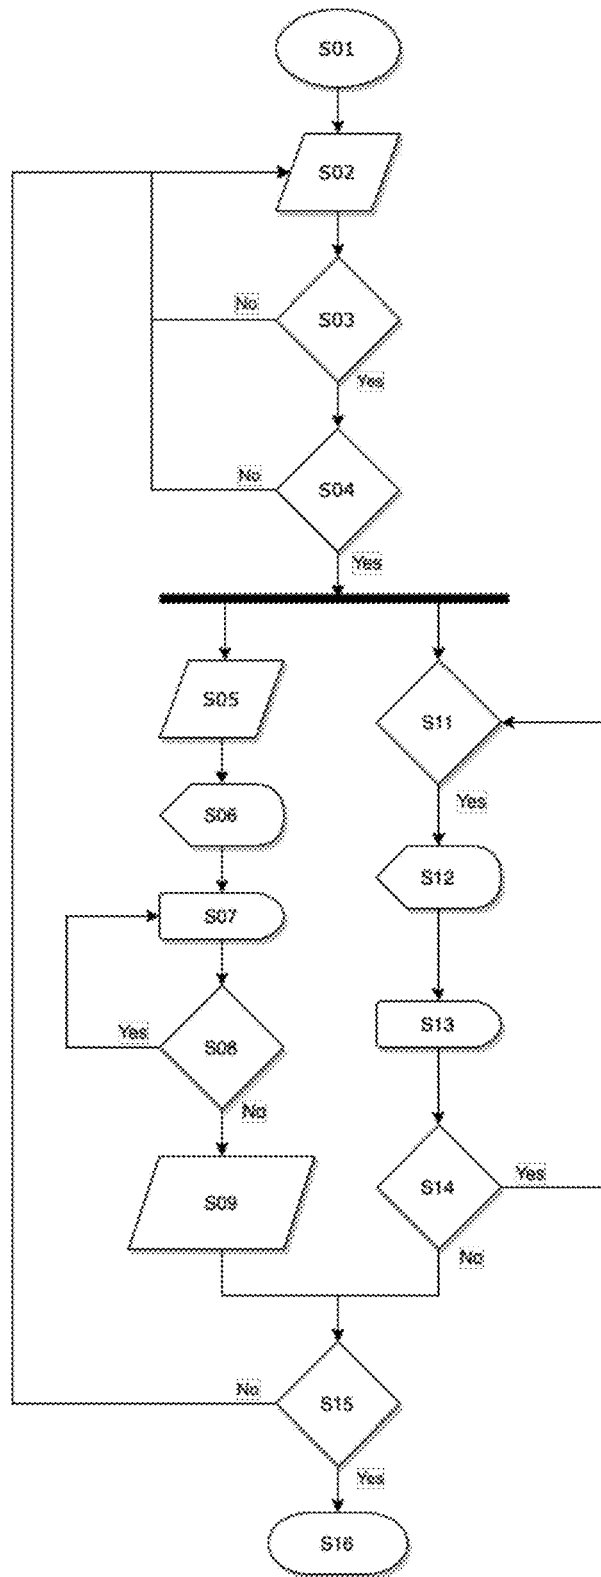 S01
S02
No
S03
Yes
No
S04
Yes
S05
S11
Yes
S06
S12
S07
S13
Yes
S08
No
S09
S14
Yes
No
No
S15
Yes
S16